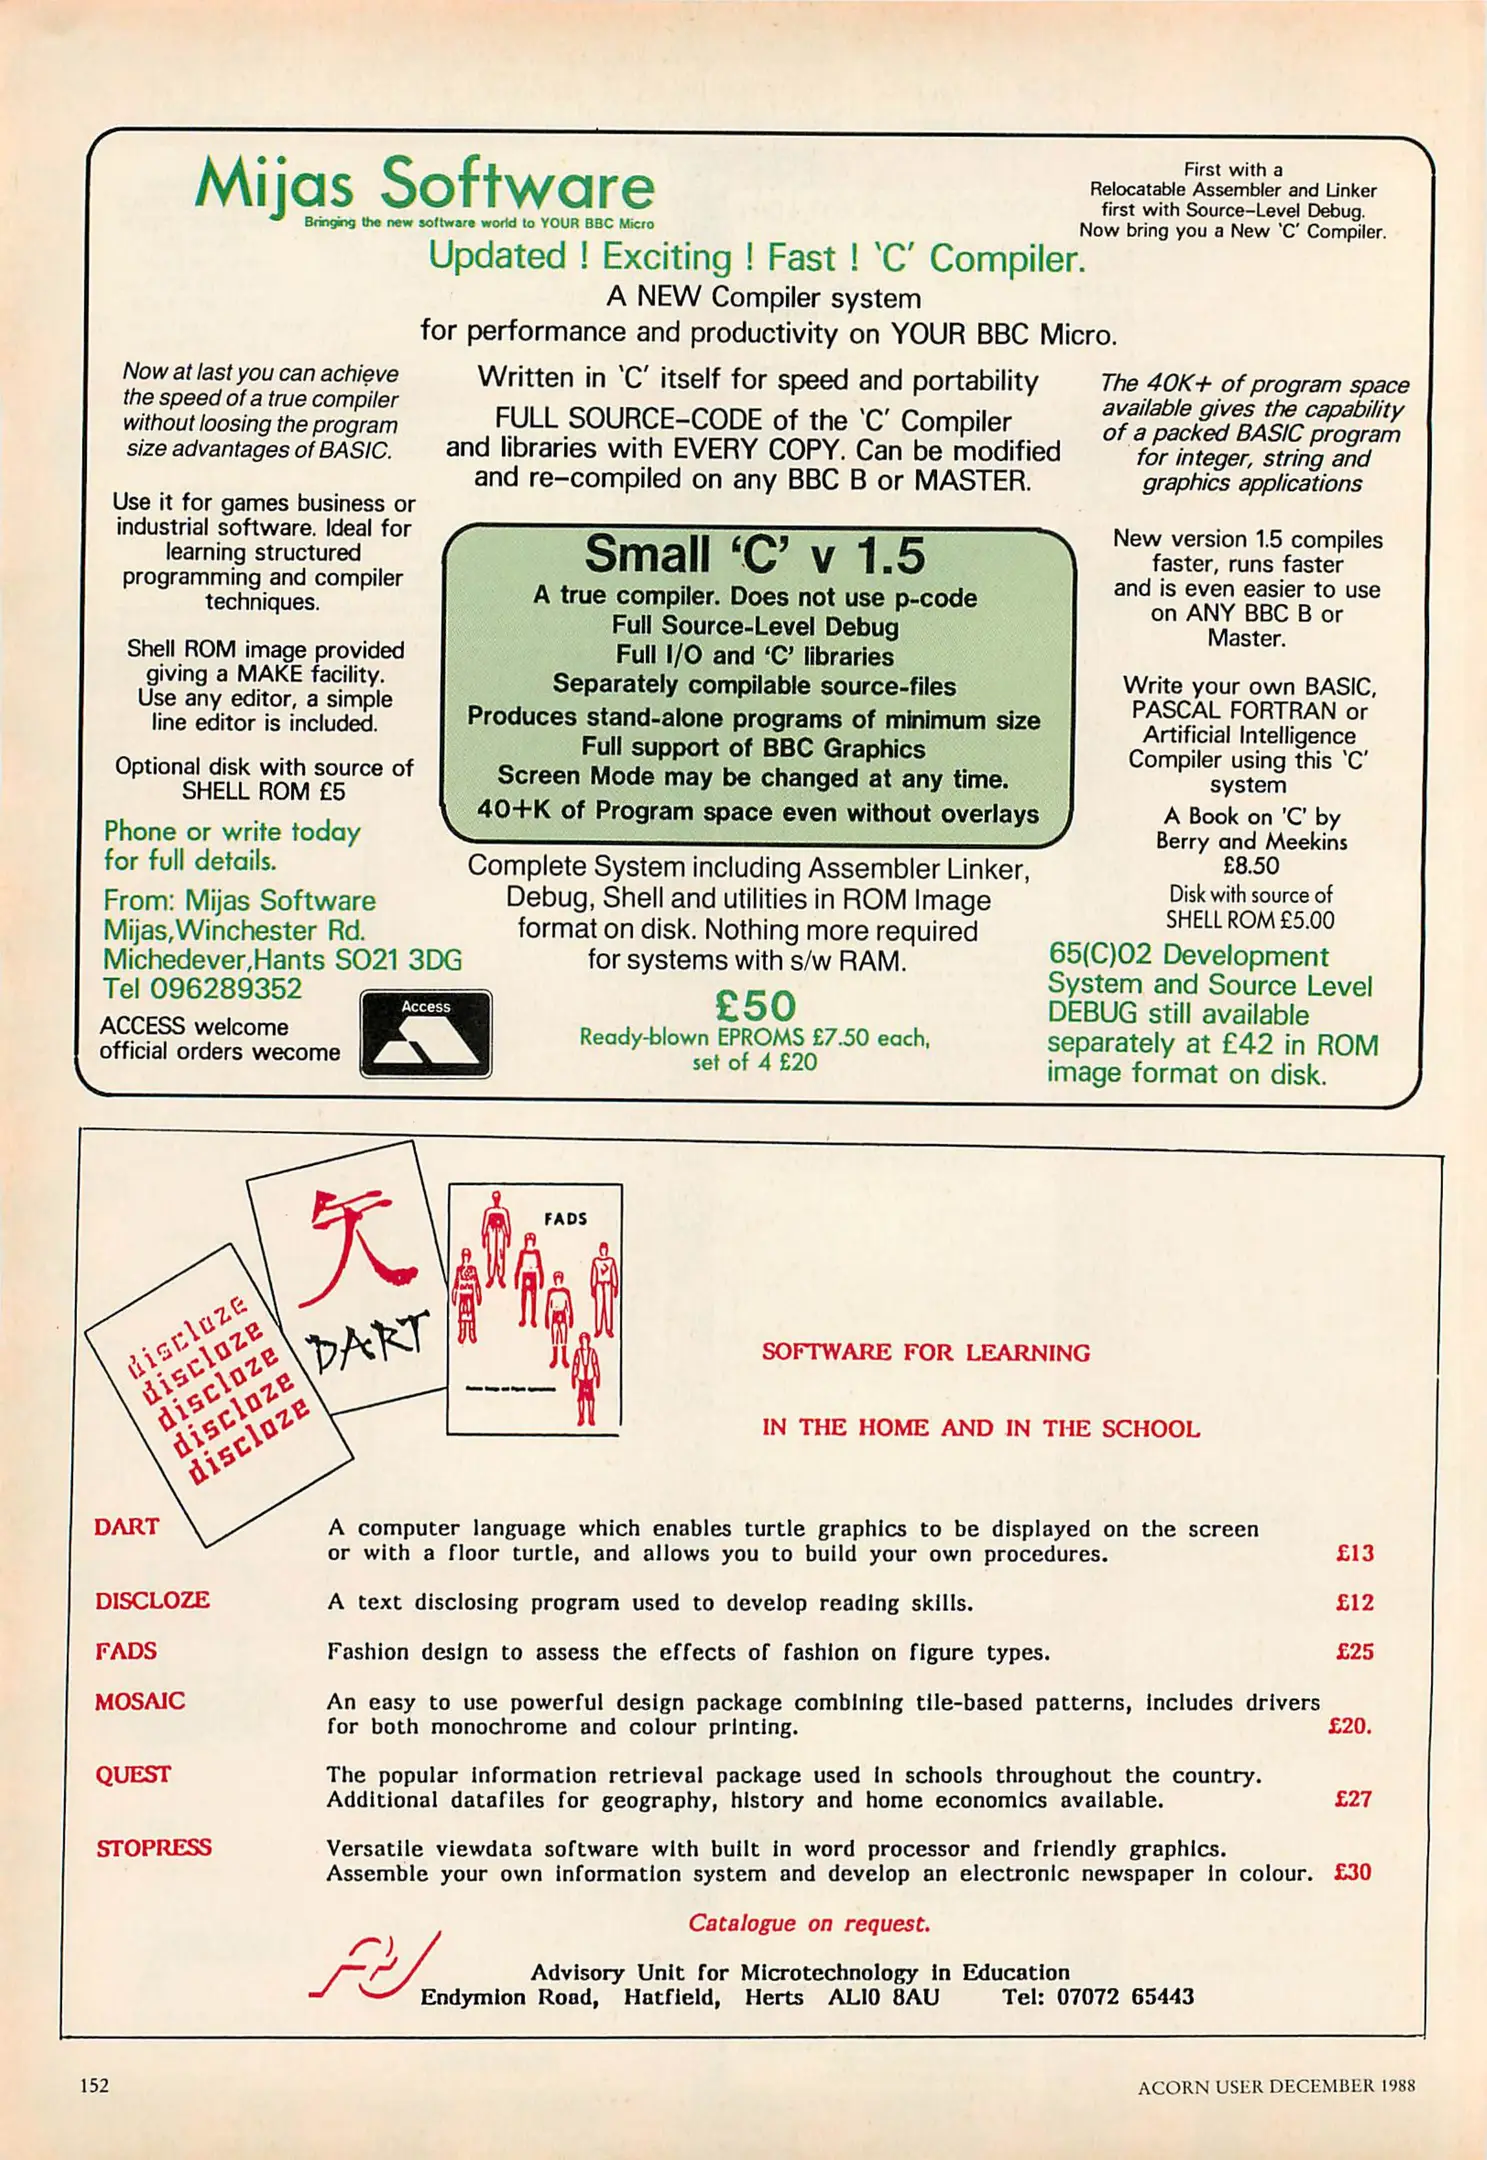 Mijas Software
Bringing the new software world to YOUR BBC Micro
First with a
Relocatable Assembler and Linker
first with Source-Level Debug.
Now bring you a New 'C' Compiler.
Updated ! Exciting ! Fast ! 'C' Compiler.
A NEW Compiler system
for performance and productivity on YOUR BBC Micro.
Now at last you can achieve
the speed of a true compiler
without loosing the program
size advantages of BASIC.
Use it for games business or
industrial software. Ideal for
learning structured
programming and compiler
techniques.
Shell ROM image provided
giving a MAKE facility.
Use any editor, a simple
line editor is included.
Optional disk with source of
SHELL ROM £5
Phone or write today
for full details.
From: Mijas Software
Mijas,Winchester Rd.
Michedever,Hants SO21 3DG
Tel 096289352
ACCESS welcome
official orders wecome
Access
Written in 'C' itself for speed and portability
FULL SOURCE-CODE of the 'C' Compiler
and libraries with EVERY COPY. Can be modified
and re-compiled on any BBC B or MASTER.
Small 'C' v 1.5
A true compiler. Does not use p-code
Full Source-Level Debug
Full I/O and 'C' libraries
Separately compilable source-files
Produces stand-alone programs of minimum size
Full support of BBC Graphics
Screen Mode may be changed at any time.
40+K of Program space even without overlays
Complete System including Assembler Linker,
Debug, Shell and utilities in ROM Image
format on disk. Nothing more required
for systems with s/w RAM.
£50
Ready-blown EPROMS £7.50 each,
set of 4 £20
The 40K+ of program space
available gives the capability
of a packed BASIC program
for integer, string and
graphics applications
New version 1.5 compiles
faster, runs faster
and is even easier to use
on ANY BBC B or
Master.
Write your own BASIC,
PASCAL FORTRAN or
Artificial Intelligence
Compiler using this 'C'
system
A Book on 'C' by
Berry and Meekins
£8.50
Disk with source of
SHELL ROM £5.00
65(C)02 Development
System and Source Level
DEBUG still available
separately at £42 in ROM
image format on disk.
discloze
discloze
discloze
discloze
discloze
矢
DART
FADS
SOFTWARE FOR LEARNING
IN THE HOME AND IN THE SCHOOL
DART A computer language which enables turtle graphics to be displayed on the screen
or with a floor turtle, and allows you to build your own procedures. £13
DISCLOZE A text disclosing program used to develop reading skills. £12
FADS Fashion design to assess the effects of fashion on figure types. £25
MOSAIC An easy to use powerful design package combining tile-based patterns, includes drivers
for both monochrome and colour printing. £20.
QUEST The popular information retrieval package used in schools throughout the country.
Additional datafiles for geography, history and home economics available. £27
STOPRESS Versatile viewdata software with built in word processor and friendly graphics.
Assemble your own information system and develop an electronic newspaper in colour. £30
Catalogue on request.
Advisory Unit for Microtechnology in Education
Endymion Road, Hatfield, Herts AL10 8AU Tel: 07072 65443
152
ACORN USER DECEMBER 1988